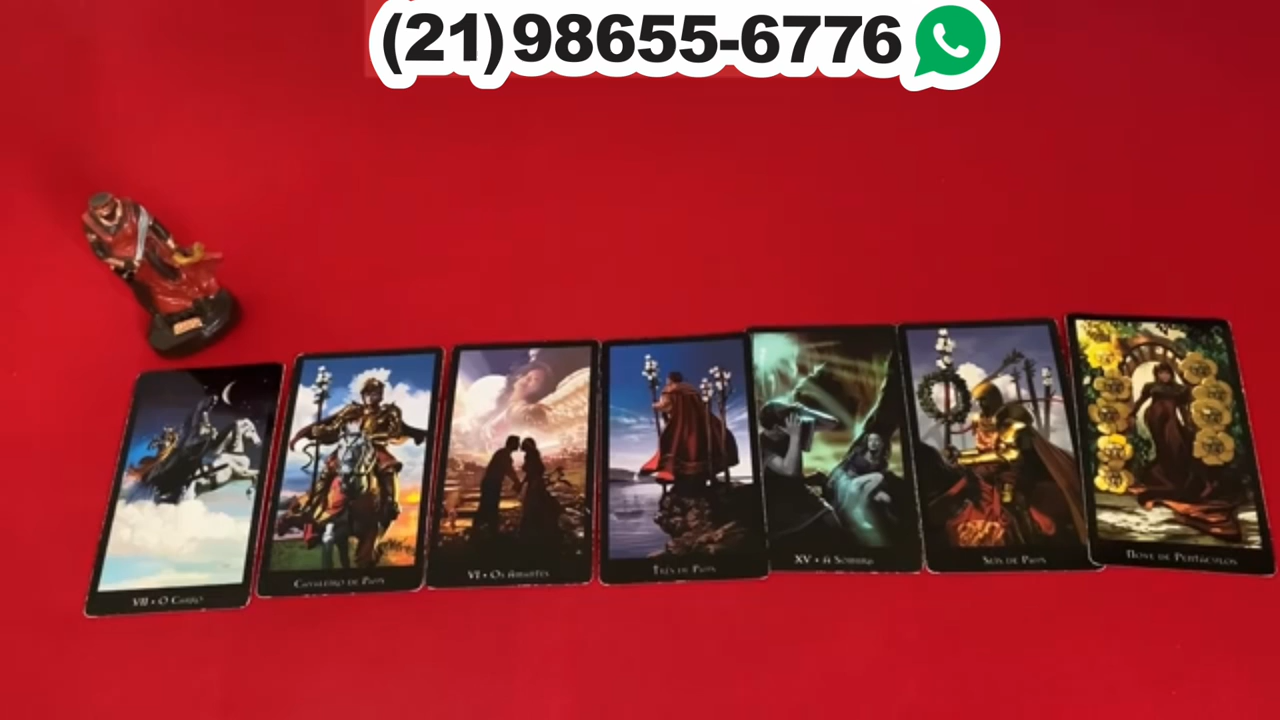 (21)98655-6776
VII • O Carro
Cavaleiro de Paus
VI • Os Amantes
Três de Paus
XV • A Sombra
Seis de Paus
Nove de Pentáculos